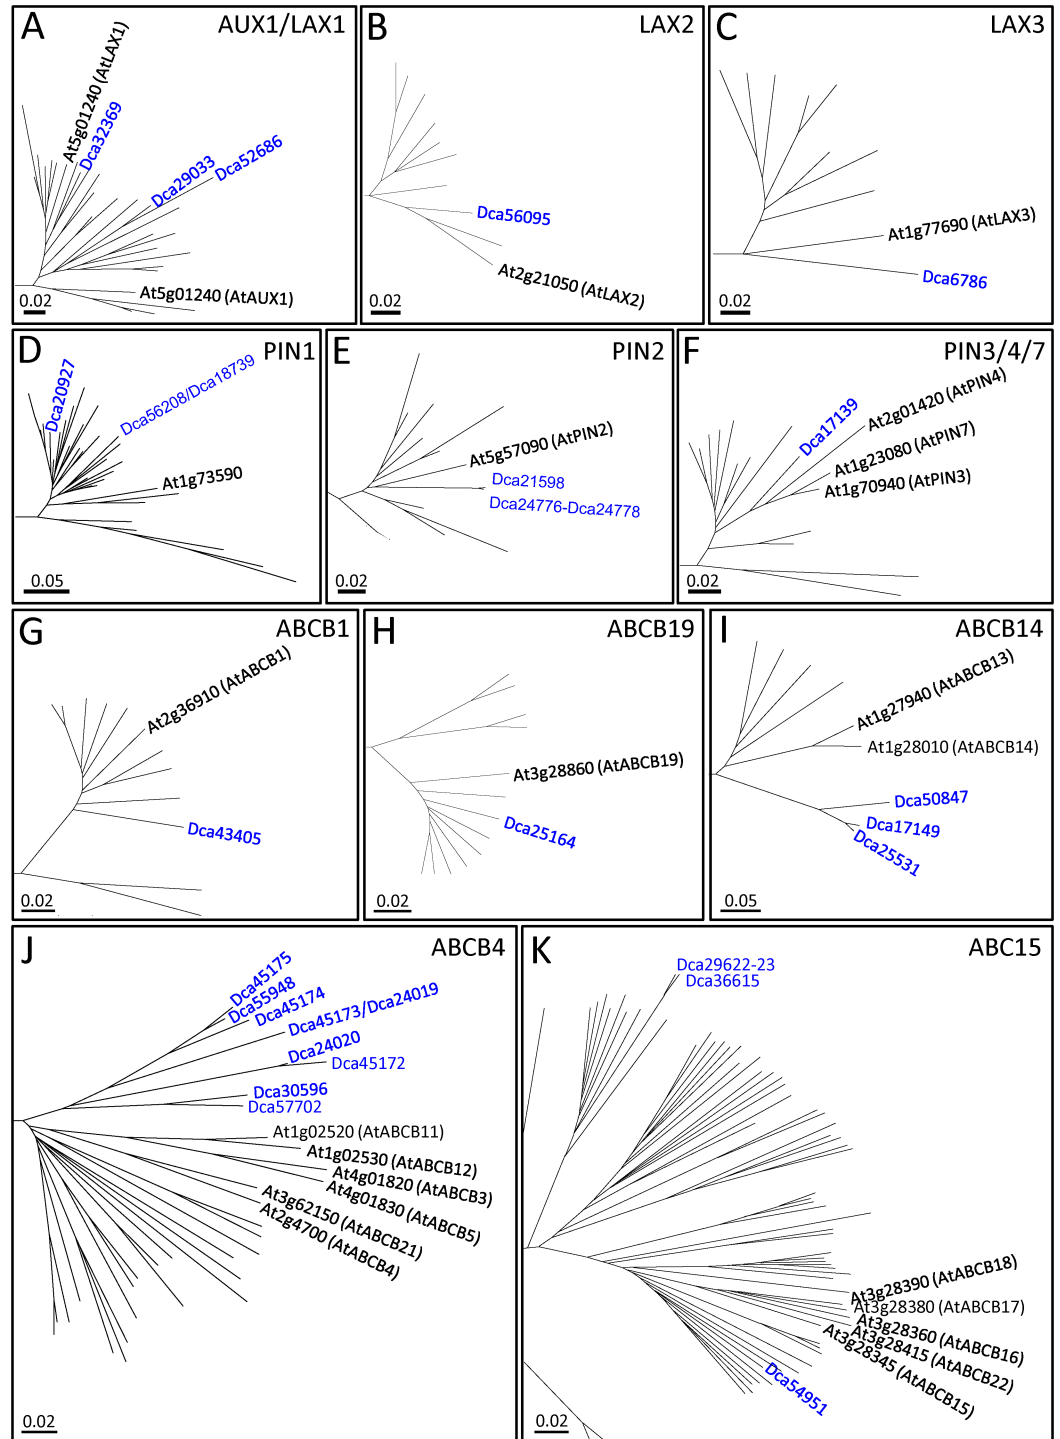 A
AUX1/LAX1
At5g01240 (AtLAX1)
Dca32369
Dca29033
Dca52686
At5g01240 (AtAUX1)
0.02
B
LAX2
Dca56095
At2g21050 (AtLAX2)
0.02
C
LAX3
At1g77690 (AtLAX3)
Dca6786
0.02
D
PIN1
Dca20927
Dca56208/Dca18739
At1g73590
0.05
E
PIN2
At5g57090 (AtPIN2)
Dca21598
Dca24776-Dca24778
0.02
F
PIN3/4/7
Dca17139
At2g01420 (AtPIN4)
At1g23080 (AtPIN7)
At1g70940 (AtPIN3)
0.02
G
ABCB1
At2g36910 (AtABCB1)
Dca43405
0.02
H
ABCB19
At3g28860 (AtABCB19)
Dca25164
0.02
I
ABCB14
At1g27940 (AtABCB13)
At1g28010 (AtABCB14)
Dca50847
Dca17149
Dca25531
0.05
J
ABCB4
Dca45175
Dca55948
Dca45174
Dca45173/Dca24019
Dca24020
Dca45172
Dca30596
Dca57702
At1g02520 (AtABCB11)
At1g02530 (AtABCB12)
At4g01820 (AtABCB3)
At4g01830 (AtABCB5)
At3g62150 (AtABCB21)
At2g4700 (AtABCB4)
0.02
K
ABC15
Dca29622-23
Dca36615
At3g28390 (AtABCB18)
At3g28380 (AtABCB17)
At3g28360 (AtABCB16)
At3g28415 (AtABCB22)
At3g28345 (AtABCB15)
Dca54951
0.02